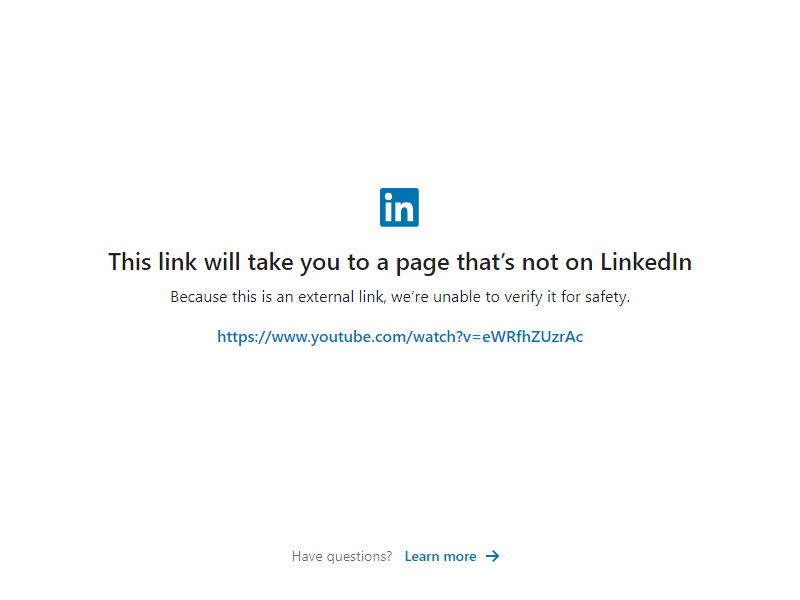 in
This link will take you to a page that’s not on LinkedIn
Because this is an external link, we’re unable to verify it for safety.
https://www.youtube.com/watch?v=eWRfhZUzrAc
Have questions? Learn more →